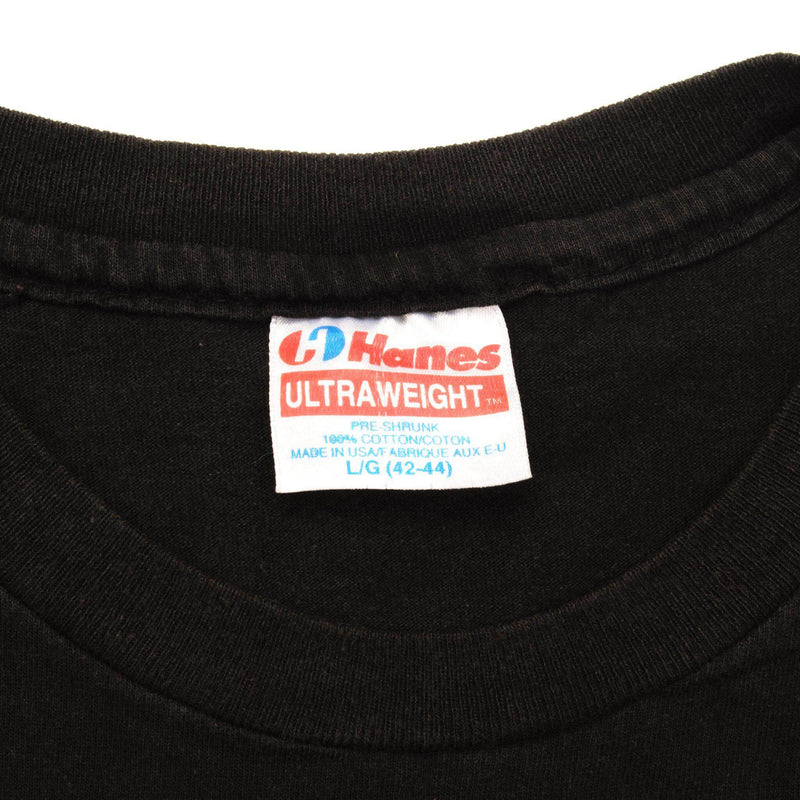 Hanes
ULTRAWEIGHT™
PRE-SHRUNK
100% COTTON/COTON
MADE IN USA/FABRIQUE AUX E-U
L/G (42-44)